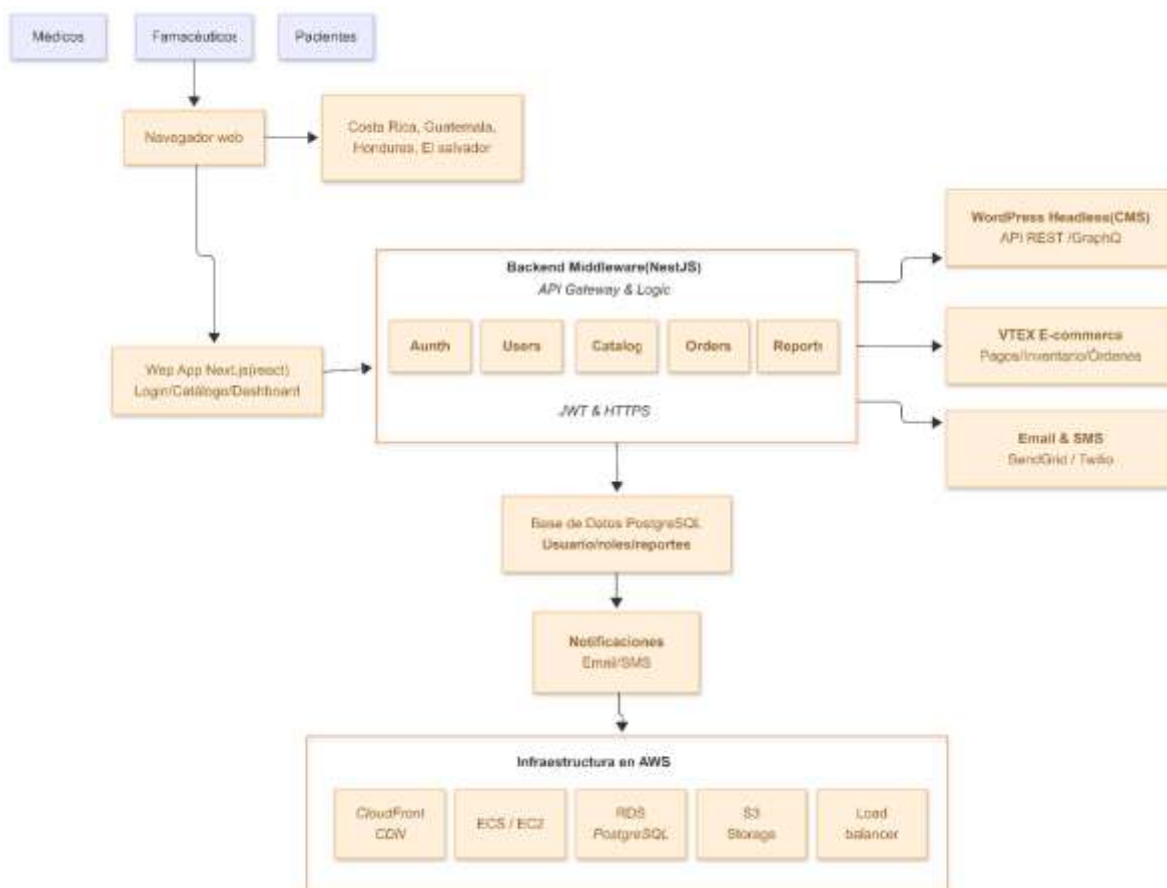 Médicos
Farmacéuticos
Pacientes
Navegador web
Costa Rica, Guatemala,
Honduras, El salvador
WordPress Headless(CMS)
API REST /GraphQ
Backend Middleware(NestJS)
API Gateway & Logic
Aunth
Users
Catalog
Orders
Reports
VTEX E-commerce
Pagos/Inventario/Órdenes
Wep App Next.js(react)
Login/Catálogo/Dashboard
JWT & HTTPS
Email & SMS
SendGrid / Twilio
Base de Datos PostgreSQL
Usuario/roles/reportes
Notificaciones
Email/SMS
Infraestructura en AWS
CloudFront
CDN
ECS / EC2
RDS
PostgreSQL
S3
Storage
Load
balancer